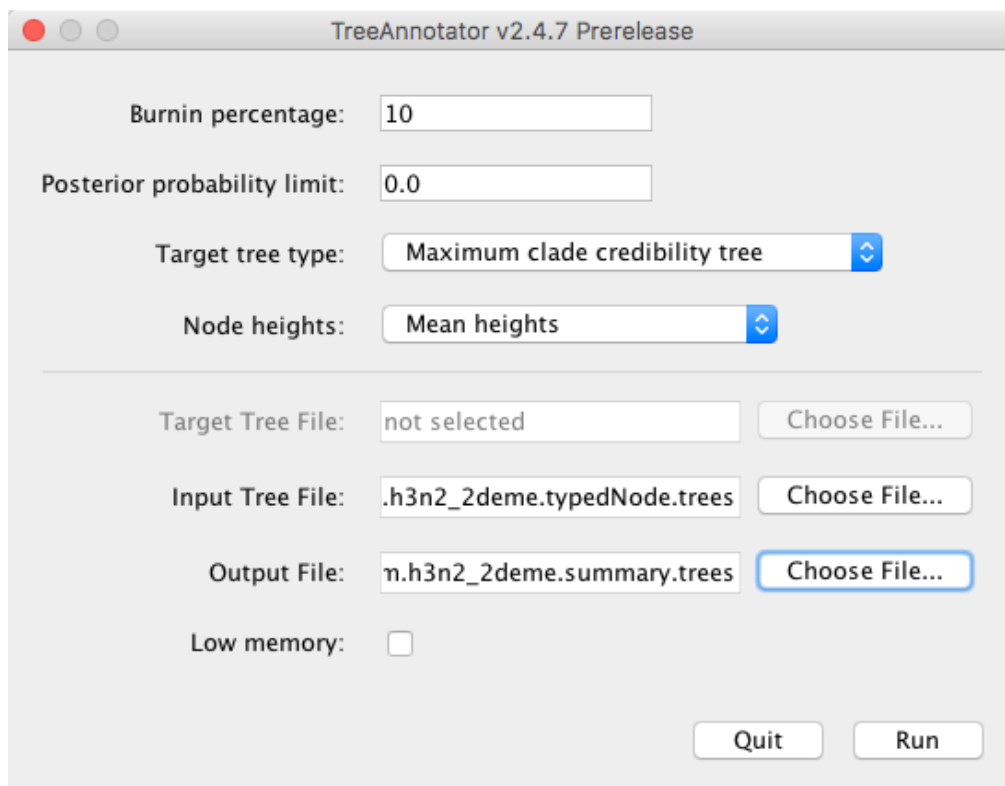 TreeAnnotator v2.4.7 Prerelease
Burnin percentage: 10
Posterior probability limit: 0.0
Target tree type: Maximum clade credibility tree
Node heights: Mean heights
Target Tree File: not selected Choose File...
Input Tree File: .h3n2_2deme.typedNode.trees Choose File...
Output File: m.h3n2_2deme.summary.trees Choose File...
Low memory:
Quit Run